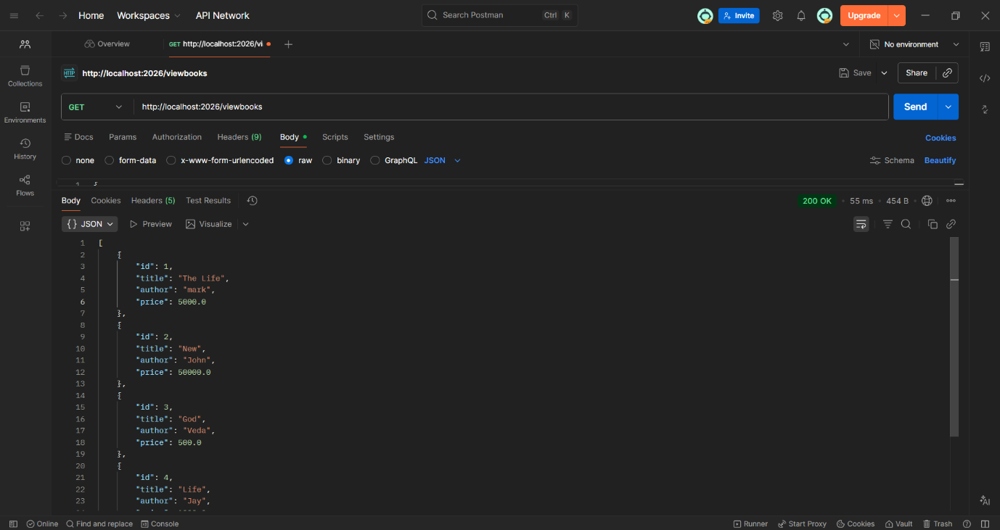 Home Workspaces API Network Search Postman Ctrl K Invite Upgrade
Overview GET http://localhost:2026/vi No environment
HTTP http://localhost:2026/viewbooks Save Share
Collections
GET http://localhost:2026/viewbooks Send
Environments
Docs Params Authorization Headers (9) Body Scripts Settings Cookies
History
none form-data x-www-form-urlencoded raw binary GraphQL JSON Schema Beautify
Flows
1 {
Body Cookies Headers (5) Test Results 200 OK 55 ms 454 B
{} JSON Preview Visualize
1 [
2 {
3 "id": 1,
4 "title": "The Life",
5 "author": "mark",
6 "price": 5000.0
7 },
8 {
9 "id": 2,
10 "title": "New",
11 "author": "John",
12 "price": 50000.0
13 },
14 {
15 "id": 3,
16 "title": "God",
17 "author": "Veda",
18 "price": 500.0
19 },
20 {
21 "id": 4,
22 "title": "Life",
23 "author": "Jay",
AI
Online Find and replace Console Runner Start Proxy Cookies Vault Trash